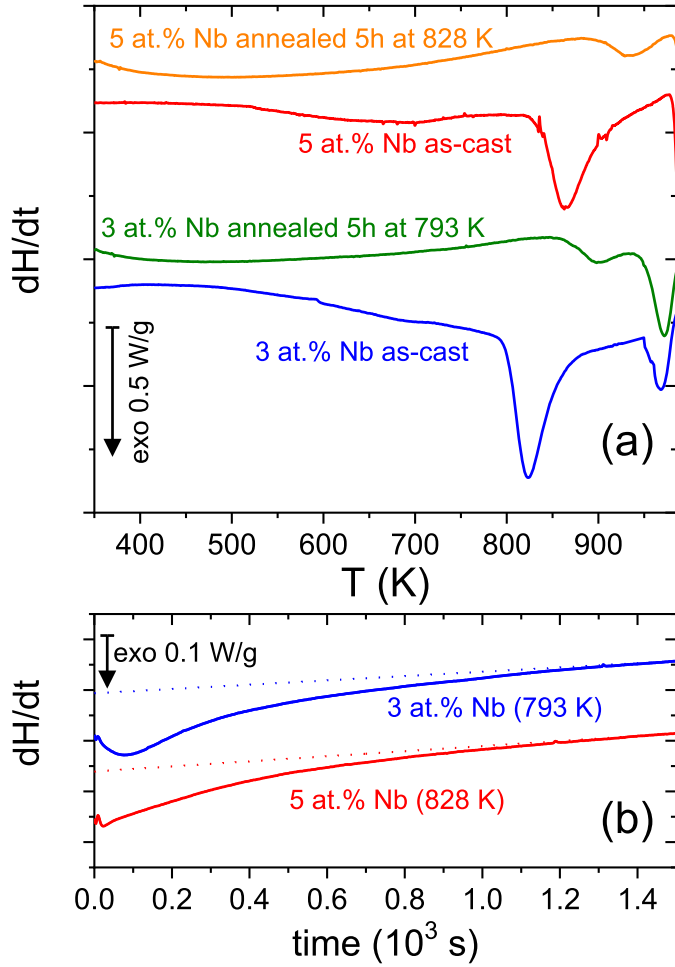 5 at.% Nb annealed 5h at 828 K
5 at.% Nb as-cast
3 at.% Nb annealed 5h at 793 K
3 at.% Nb as-cast
dH/dt
exo 0.5 W/g
(a)
400 500 600 700 800 900
T (K)
exo 0.1 W/g
3 at.% Nb (793 K)
dH/dt
5 at.% Nb (828 K)
(b)
0.0 0.2 0.4 0.6 0.8 1.0 1.2 1.4
time (10³ s)